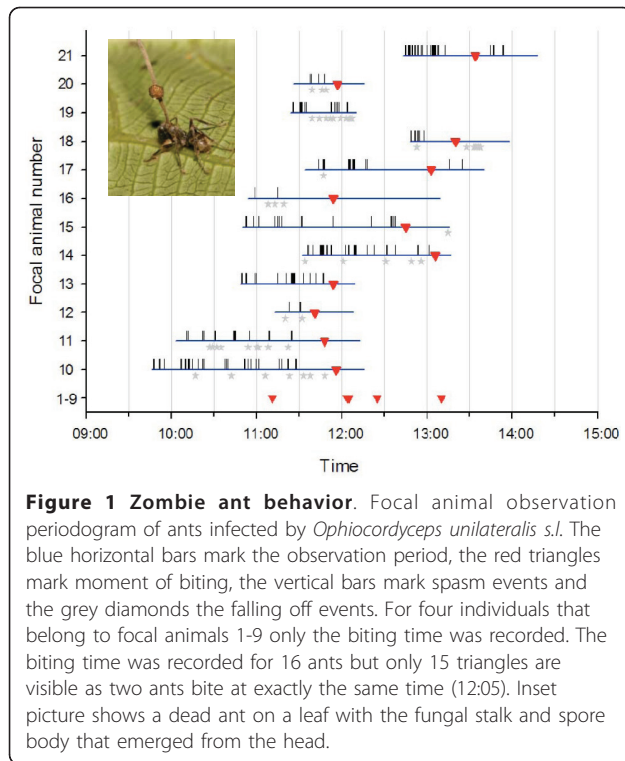 21
20
19
18
17
16
15
14
13
12
11
10
1-9
Focal animal number
09:00 10:00 11:00 12:00 13:00 14:00 15:00
Time
Figure 1 Zombie ant behavior. Focal animal observation
periodogram of ants infected by Ophiocordyceps unilateralis s.l. The
blue horizontal bars mark the observation period, the red triangles
mark moment of biting, the vertical bars mark spasm events and
the grey diamonds the falling off events. For four individuals that
belong to focal animals 1-9 only the biting time was recorded. The
biting time was recorded for 16 ants but only 15 triangles are
visible as two ants bite at exactly the same time (12:05). Inset
picture shows a dead ant on a leaf with the fungal stalk and spore
body that emerged from the head.